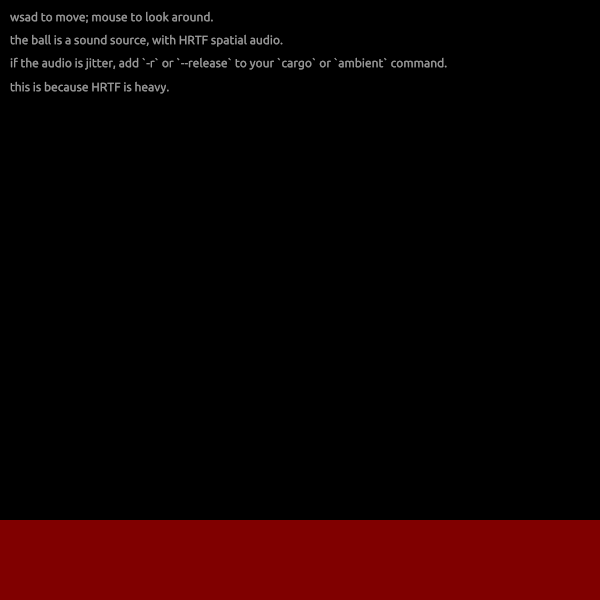 wsad to move; mouse to look around.
the ball is a sound source, with HRTF spatial audio.
if the audio is jitter, add `-r` or `--release` to your `cargo` or `ambient` command.
this is because HRTF is heavy.